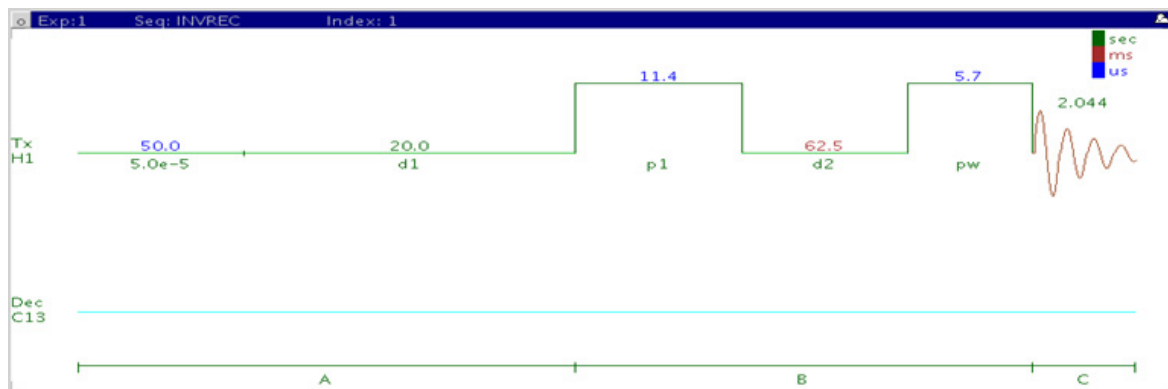 Exp:1 Seq: INVREC Index: 1
sec
ms
us
11.4 5.7
2.044
Tx
H1
50.0 20.0 62.5
5.0e-5 d1 p1 d2 pw
Dec
C13
A B C